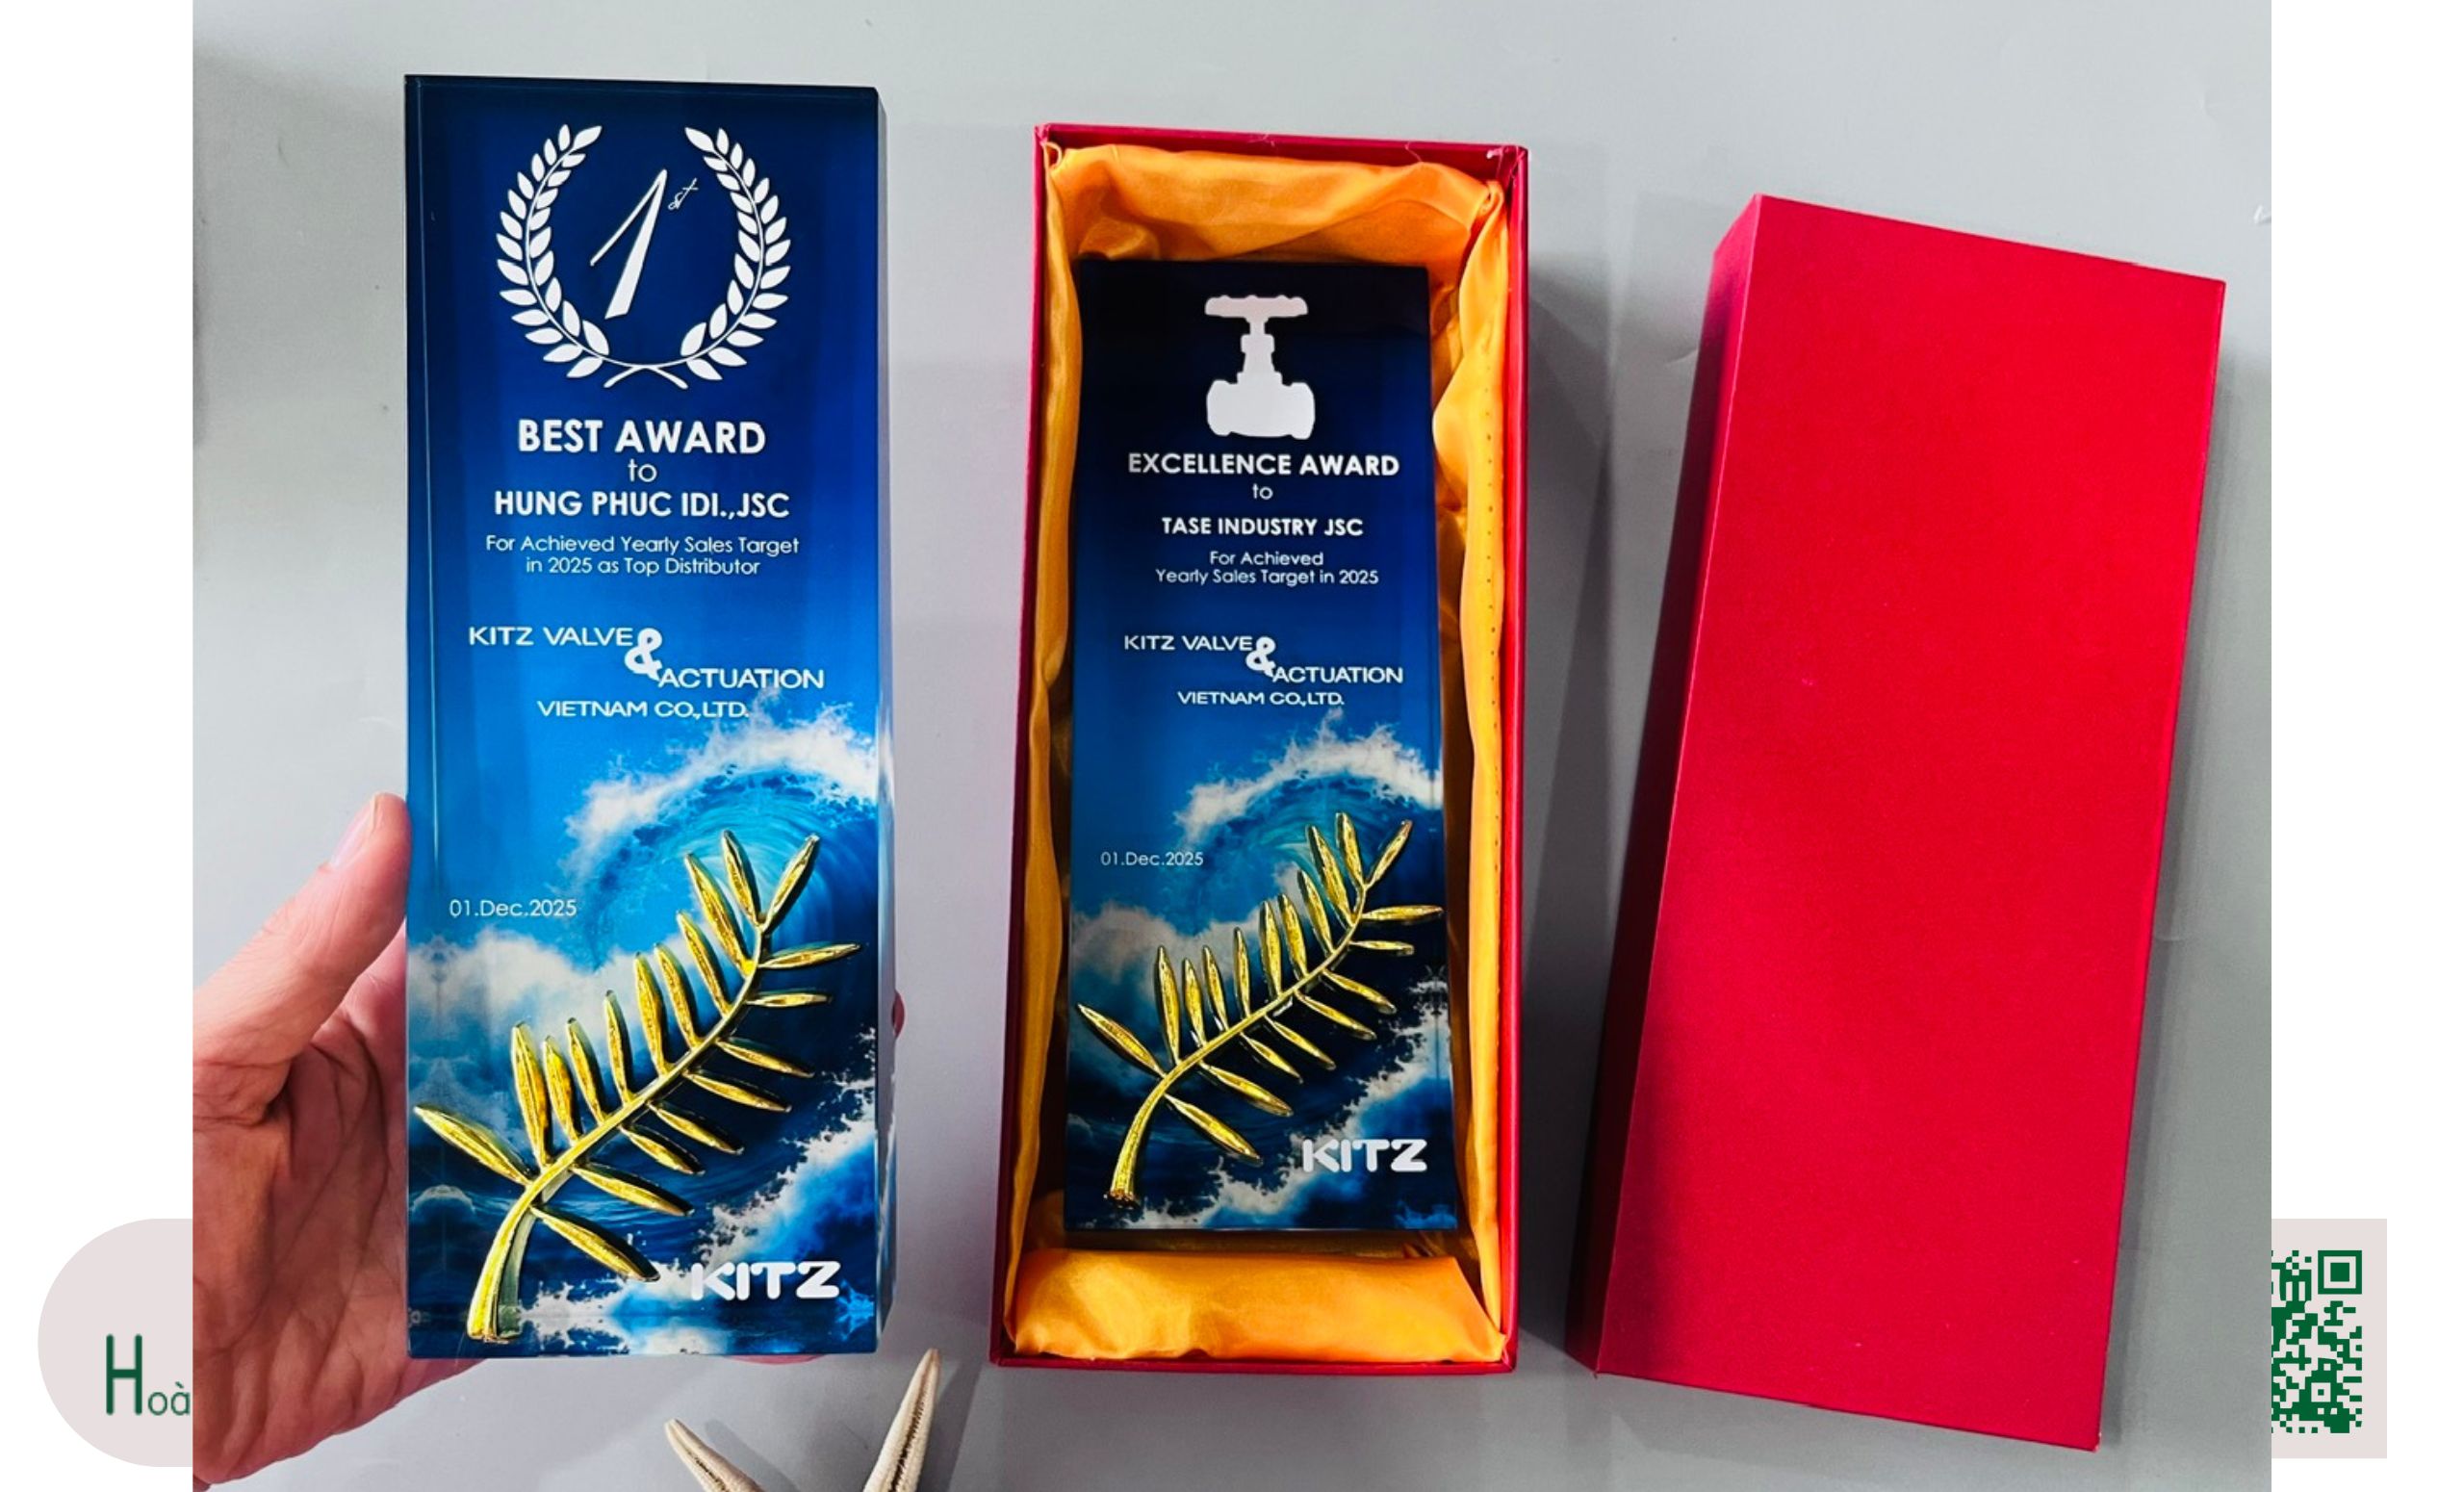 1st
BEST AWARD
to
HUNG PHUC IDI.,JSC
For Achieved Yearly Sales Target
in 2025 as Top Distributor
KITZ VALVE &
ACTUATION
VIETNAM CO.,LTD.
01.Dec.2025
KITZ
EXCELLENCE AWARD
to
TASE INDUSTRY JSC
For Achieved
Yearly Sales Target in 2025
KITZ VALVE &
ACTUATION
VIETNAM CO.,LTD.
01.Dec.2025
KITZ
Hoà